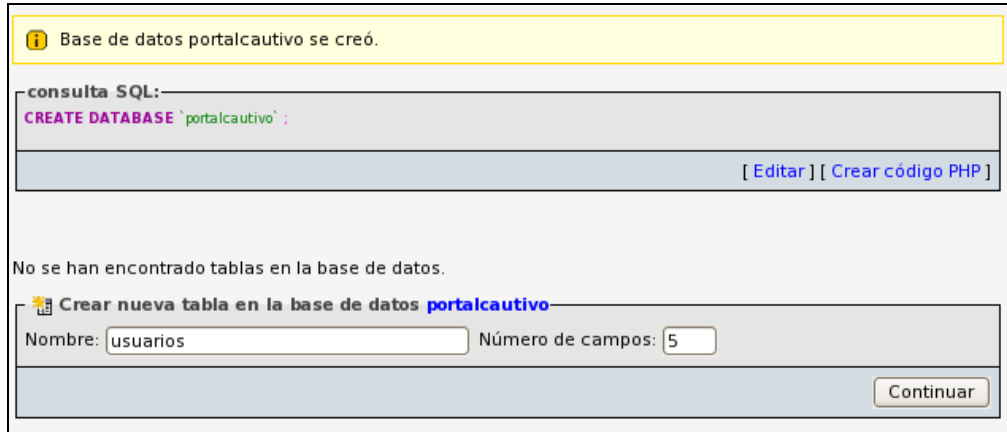 Base de datos portalcautivo se creó.
consulta SQL:
CREATE DATABASE `portalcautivo` ;
[ Editar ] [ Crear código PHP ]
No se han encontrado tablas en la base de datos.
Crear nueva tabla en la base de datos portalcautivo
Nombre: usuarios Número de campos: 5
Continuar